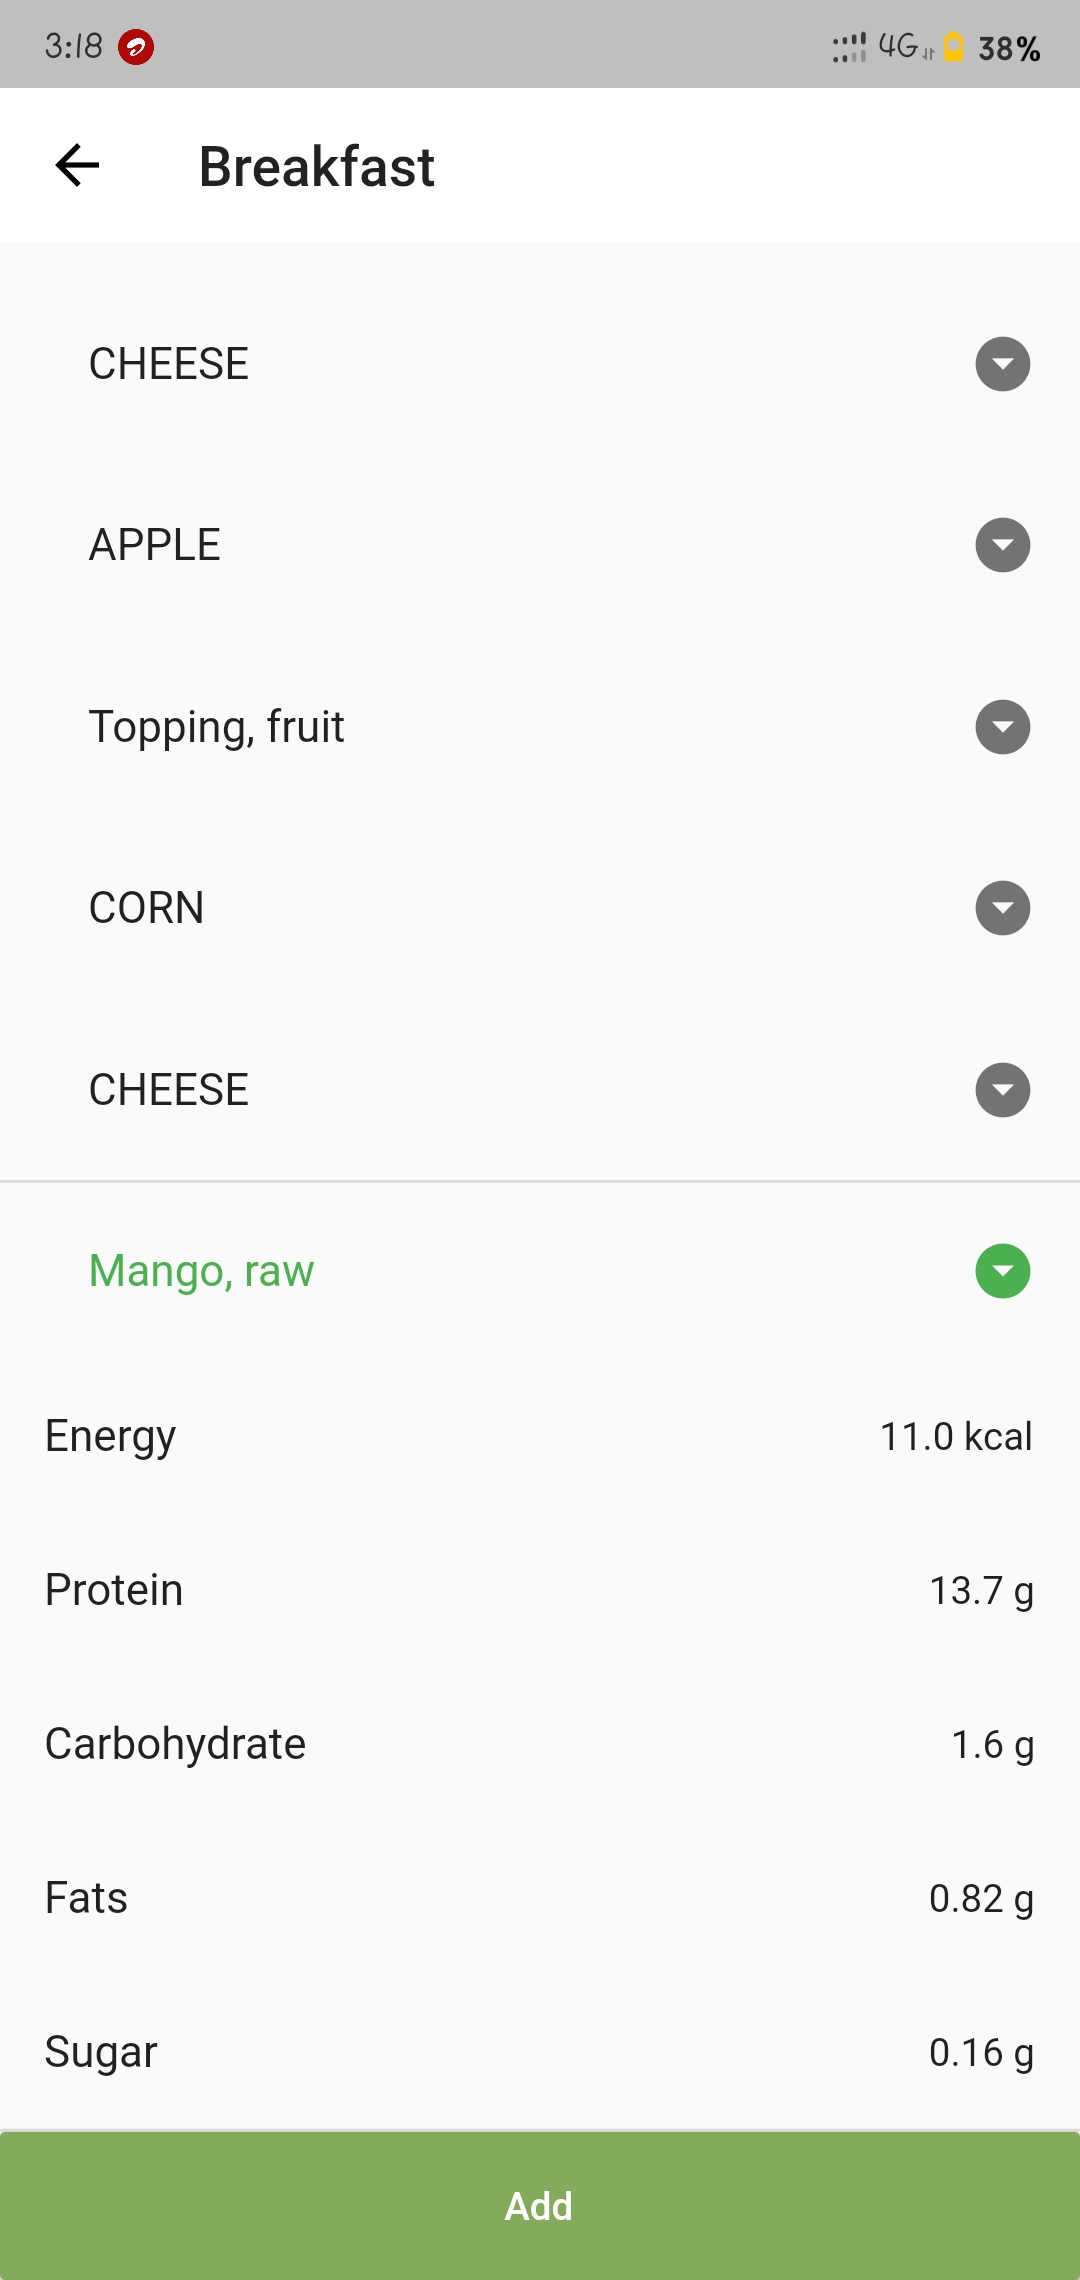 3:18 4G 38%
Breakfast
CHEESE
APPLE
Topping, fruit
CORN
CHEESE
Mango, raw
Energy 11.0 kcal
Protein 13.7 g
Carbohydrate 1.6 g
Fats 0.82 g
Sugar 0.16 g
Add